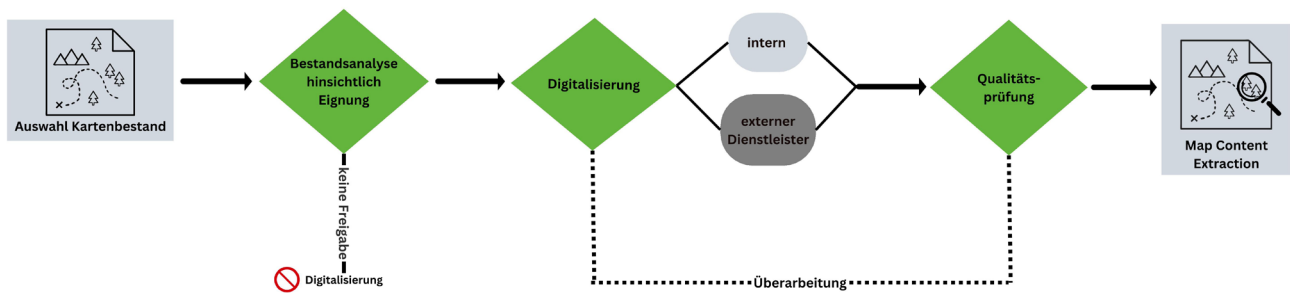 Auswahl Kartenbestand
Bestandsanalyse
hinsichtlich
Eignung
keine Freigabe
Digitalisierung
Digitalisierung
intern
externer
Dienstleister
Überarbeitung
Qualitäts-
prüfung
Map Content
Extraction